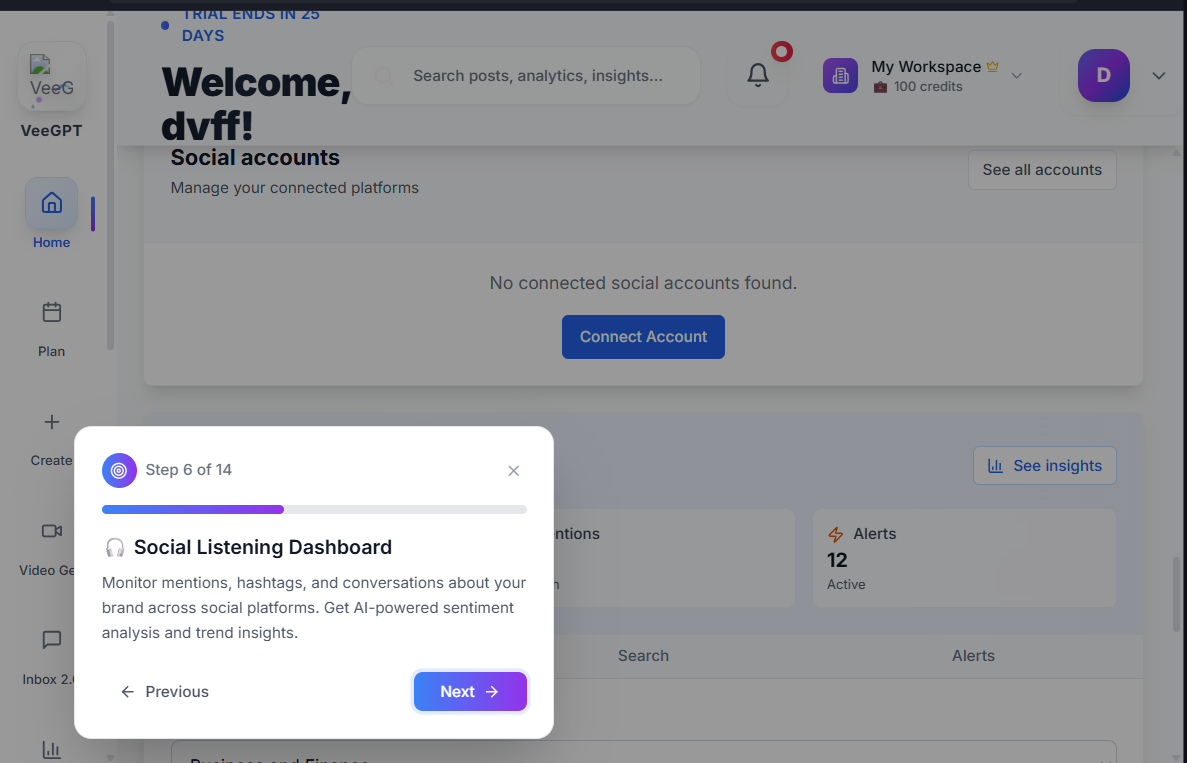 TRIAL ENDS IN 25
DAYS
Welcome,
dvff!
Search posts, analytics, insights...
My Workspace
100 credits
D
VeeG
VeeGPT
Home
Plan
Create
Video Ge
Inbox 2.
Social accounts
Manage your connected platforms
See all accounts
No connected social accounts found.
Connect Account
See insights
entions
Alerts
12
Active
Search
Alerts
Business and Finance
Step 6 of 14
Social Listening Dashboard
Monitor mentions, hashtags, and conversations about your
brand across social platforms. Get AI-powered sentiment
analysis and trend insights.
Previous
Next